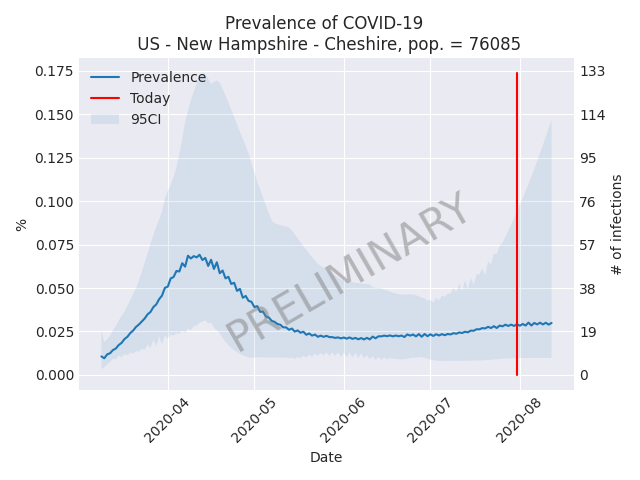 Prevalence of COVID-19
US - New Hampshire - Cheshire, pop. = 76085
Prevalence
Today
95CI
0.175
0.150
0.125
0.100
0.075
0.050
0.025
0.000
%
133
114
95
76
57
38
19
0
# of infections
PRELIMINARY
2020-04
2020-05
2020-06
2020-07
2020-08
Date